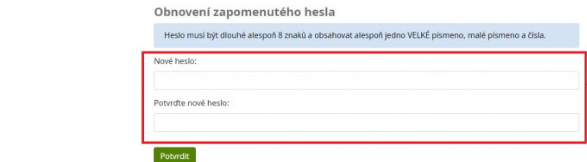 Obnovení zapomenutého hesla
Heslo musí být dlouhé alespoň 8 znaků a obsahovat alespoň jedno VELKÉ písmeno, malé písmeno a čísla.
Nové heslo:
Potvrďte nové heslo:
Potvrdit